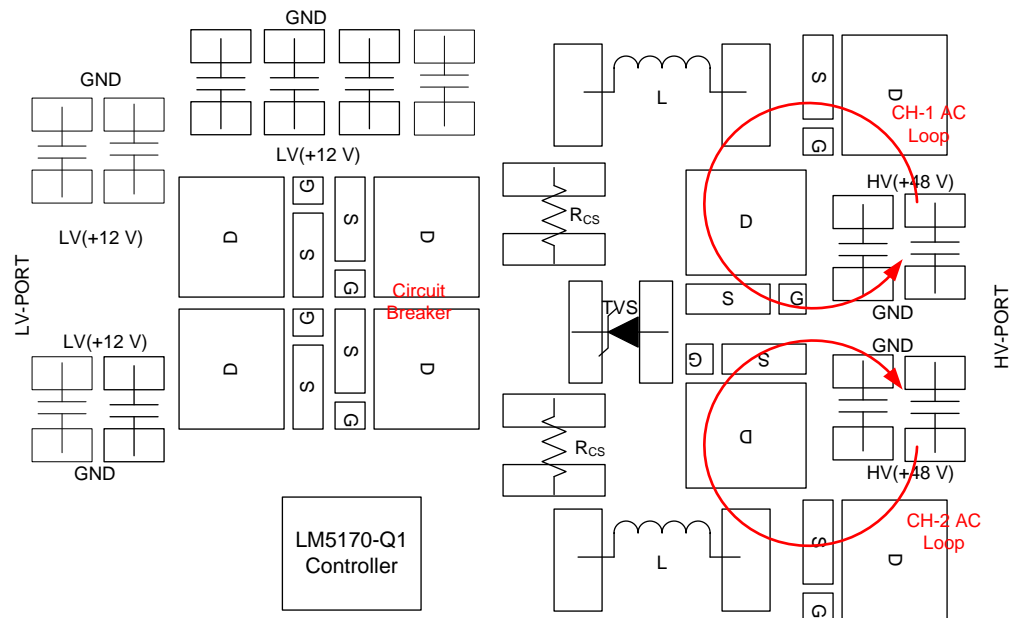 GND
GND
LV(+12 V)
LV(+12 V)
LV-PORT
LV(+12 V)
GND
D
G
S
S
G
D
Circuit
Breaker
D
G
S
S
G
D
LM5170-Q1
Controller
L
S
G
D
CH-1 AC
Loop
RCS
D
HV(+48 V)
S
G
GND
TVS
HV-PORT
G
S
GND
D
RCS
HV(+48 V)
L
S
G
D
CH-2 AC
Loop